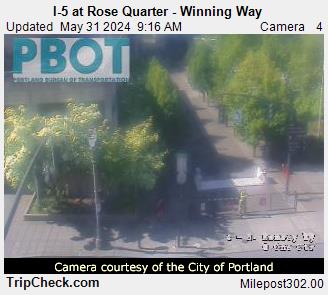 I-5 at Rose Quarter - Winning Way
Updated  May 31 2024  9:16 AM
Camera  4
PBOT
PORTLAND BUREAU OF TRANSPORTATION
Camera courtesy of the City of Portland
TripCheck.com
Milepost302.00